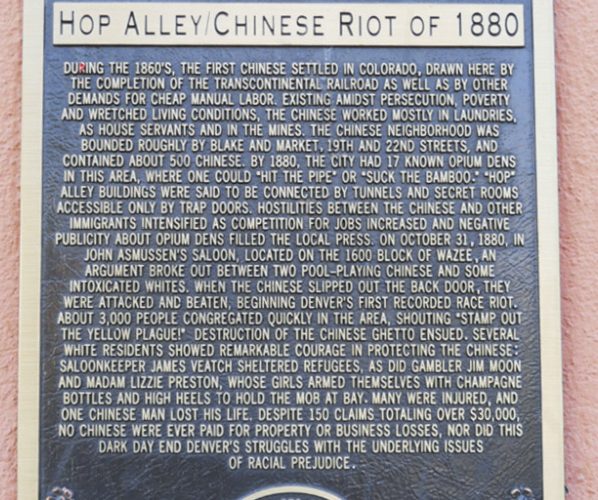 HOP ALLEY/CHINESE RIOT OF 1880
DURING THE 1860'S, THE FIRST CHINESE SETTLED IN COLORADO, DRAWN HERE BY
THE COMPLETION OF THE TRANSCONTINENTAL RAILROAD AS WELL AS BY OTHER
DEMANDS FOR CHEAP MANUAL LABOR. EXISTING AMIDST PERSECUTION, POVERTY
AND WRETCHED LIVING CONDITIONS, THE CHINESE WORKED MOSTLY IN LAUNDRIES,
AS HOUSE SERVANTS AND IN THE MINES. THE CHINESE NEIGHBORHOOD WAS
BOUNDED ROUGHLY BY BLAKE AND MARKET, 19TH AND 22ND STREETS, AND
CONTAINED ABOUT 500 CHINESE. BY 1880, THE CITY HAD 17 KNOWN OPIUM DENS
IN THIS AREA, WHERE ONE COULD "HIT THE PIPE" OR "SUCK THE BAMBOO." "HOP"
ALLEY BUILDINGS WERE SAID TO BE CONNECTED BY TUNNELS AND SECRET ROOMS
ACCESSIBLE ONLY BY TRAP DOORS. HOSTILITIES BETWEEN THE CHINESE AND OTHER
IMMIGRANTS INTENSIFIED AS COMPETITION FOR JOBS INCREASED AND NEGATIVE
PUBLICITY ABOUT OPIUM DENS FILLED THE LOCAL PRESS. ON OCTOBER 31, 1880, IN
JOHN ASMUSSEN'S SALOON, LOCATED ON THE 1600 BLOCK OF WAZEE, AN
ARGUMENT BROKE OUT BETWEEN TWO POOL-PLAYING CHINESE AND SOME
INTOXICATED WHITES. WHEN THE CHINESE SLIPPED OUT THE BACK DOOR, THEY
WERE ATTACKED AND BEATEN, BEGINNING DENVER'S FIRST RECORDED RACE RIOT.
ABOUT 3,000 PEOPLE CONGREGATED QUICKLY IN THE AREA, SHOUTING "STAMP OUT
THE YELLOW PLAGUE!" DESTRUCTION OF THE CHINESE GHETTO ENSUED. SEVERAL
WHITE RESIDENTS SHOWED REMARKABLE COURAGE IN PROTECTING THE CHINESE:
SALOONKEEPER JAMES VEATCH SHELTERED REFUGEES, AS DID GAMBLER JIM MOON
AND MADAM LIZZIE PRESTON, WHOSE GIRLS ARMED THEMSELVES WITH CHAMPAGNE
BOTTLES AND HIGH HEELS TO HOLD THE MOB AT BAY. MANY WERE INJURED, AND
ONE CHINESE MAN LOST HIS LIFE. DESPITE 150 CLAIMS TOTALING OVER $30,000,
NO CHINESE WERE EVER PAID FOR PROPERTY OR BUSINESS LOSSES, NOR DID THIS
DARK DAY END DENVER'S STRUGGLES WITH THE UNDERLYING ISSUES
OF RACIAL PREJUDICE.